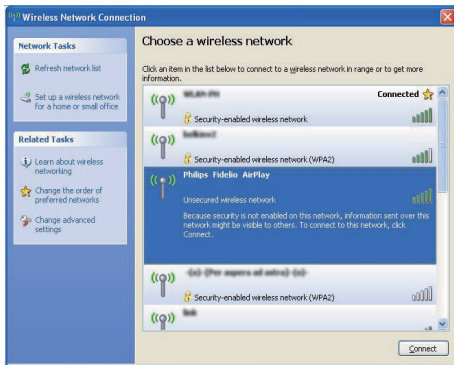 Wireless Network Connection
Network Tasks
Refresh network list
Set up a wireless network
for a home or small office
Related Tasks
Learn about wireless
networking
Change the order of
preferred networks
Change advanced
settings
Choose a wireless network
Click an item in the list below to connect to a wireless network in range or to get more
information.
Connected
Security-enabled wireless network
Security-enabled wireless network (WPA2)
Philips Fidelio AirPlay
Unsecured wireless network
Because security is not enabled on this network, information sent over this
network might be visible to others. To connect to this network, click
Connect.
Security-enabled wireless network (WPA2)
Connect